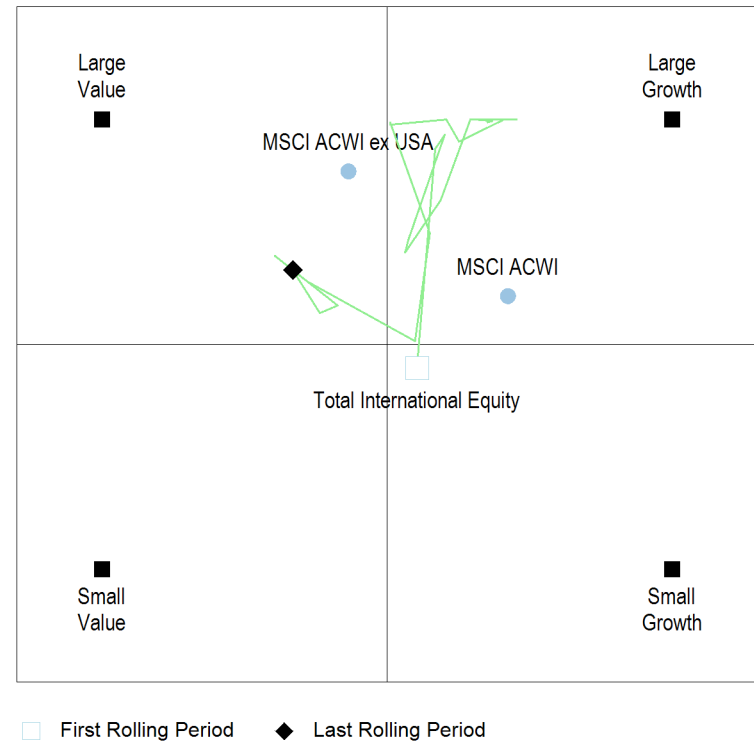 Large
Value
Large
Growth
MSCI ACWI ex USA
MSCI ACWI
Total International Equity
Small
Value
Small
Growth
First Rolling Period
Last Rolling Period